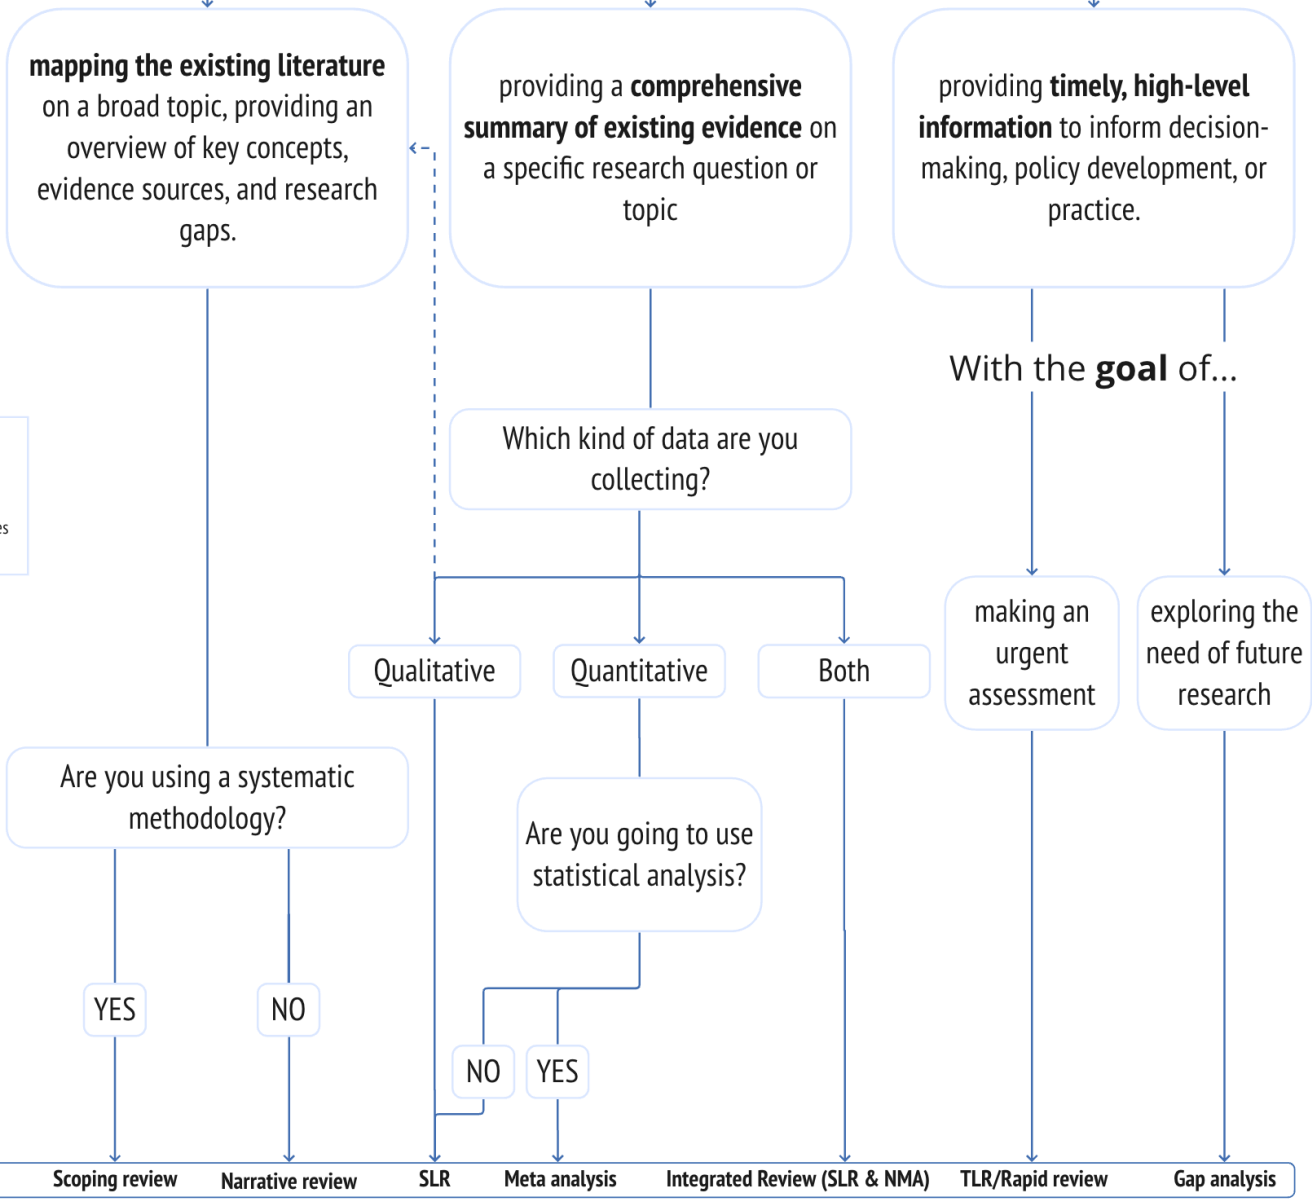 mapping the existing literature
on a broad topic, providing an
overview of key concepts,
evidence sources, and research
gaps.
providing a comprehensive
summary of existing evidence on
a specific research question or
topic
providing timely, high-level
information to inform decision-
making, policy development, or
practice.
With the goal of...
Which kind of data are you
collecting?
es
making an
urgent
assessment
exploring the
need of future
research
Qualitative
Quantitative
Both
Are you using a systematic
methodology?
Are you going to use
statistical analysis?
YES
NO
NO
YES
Scoping review
Narrative review
SLR
Meta analysis
Integrated Review (SLR & NMA)
TLR/Rapid review
Gap analysis